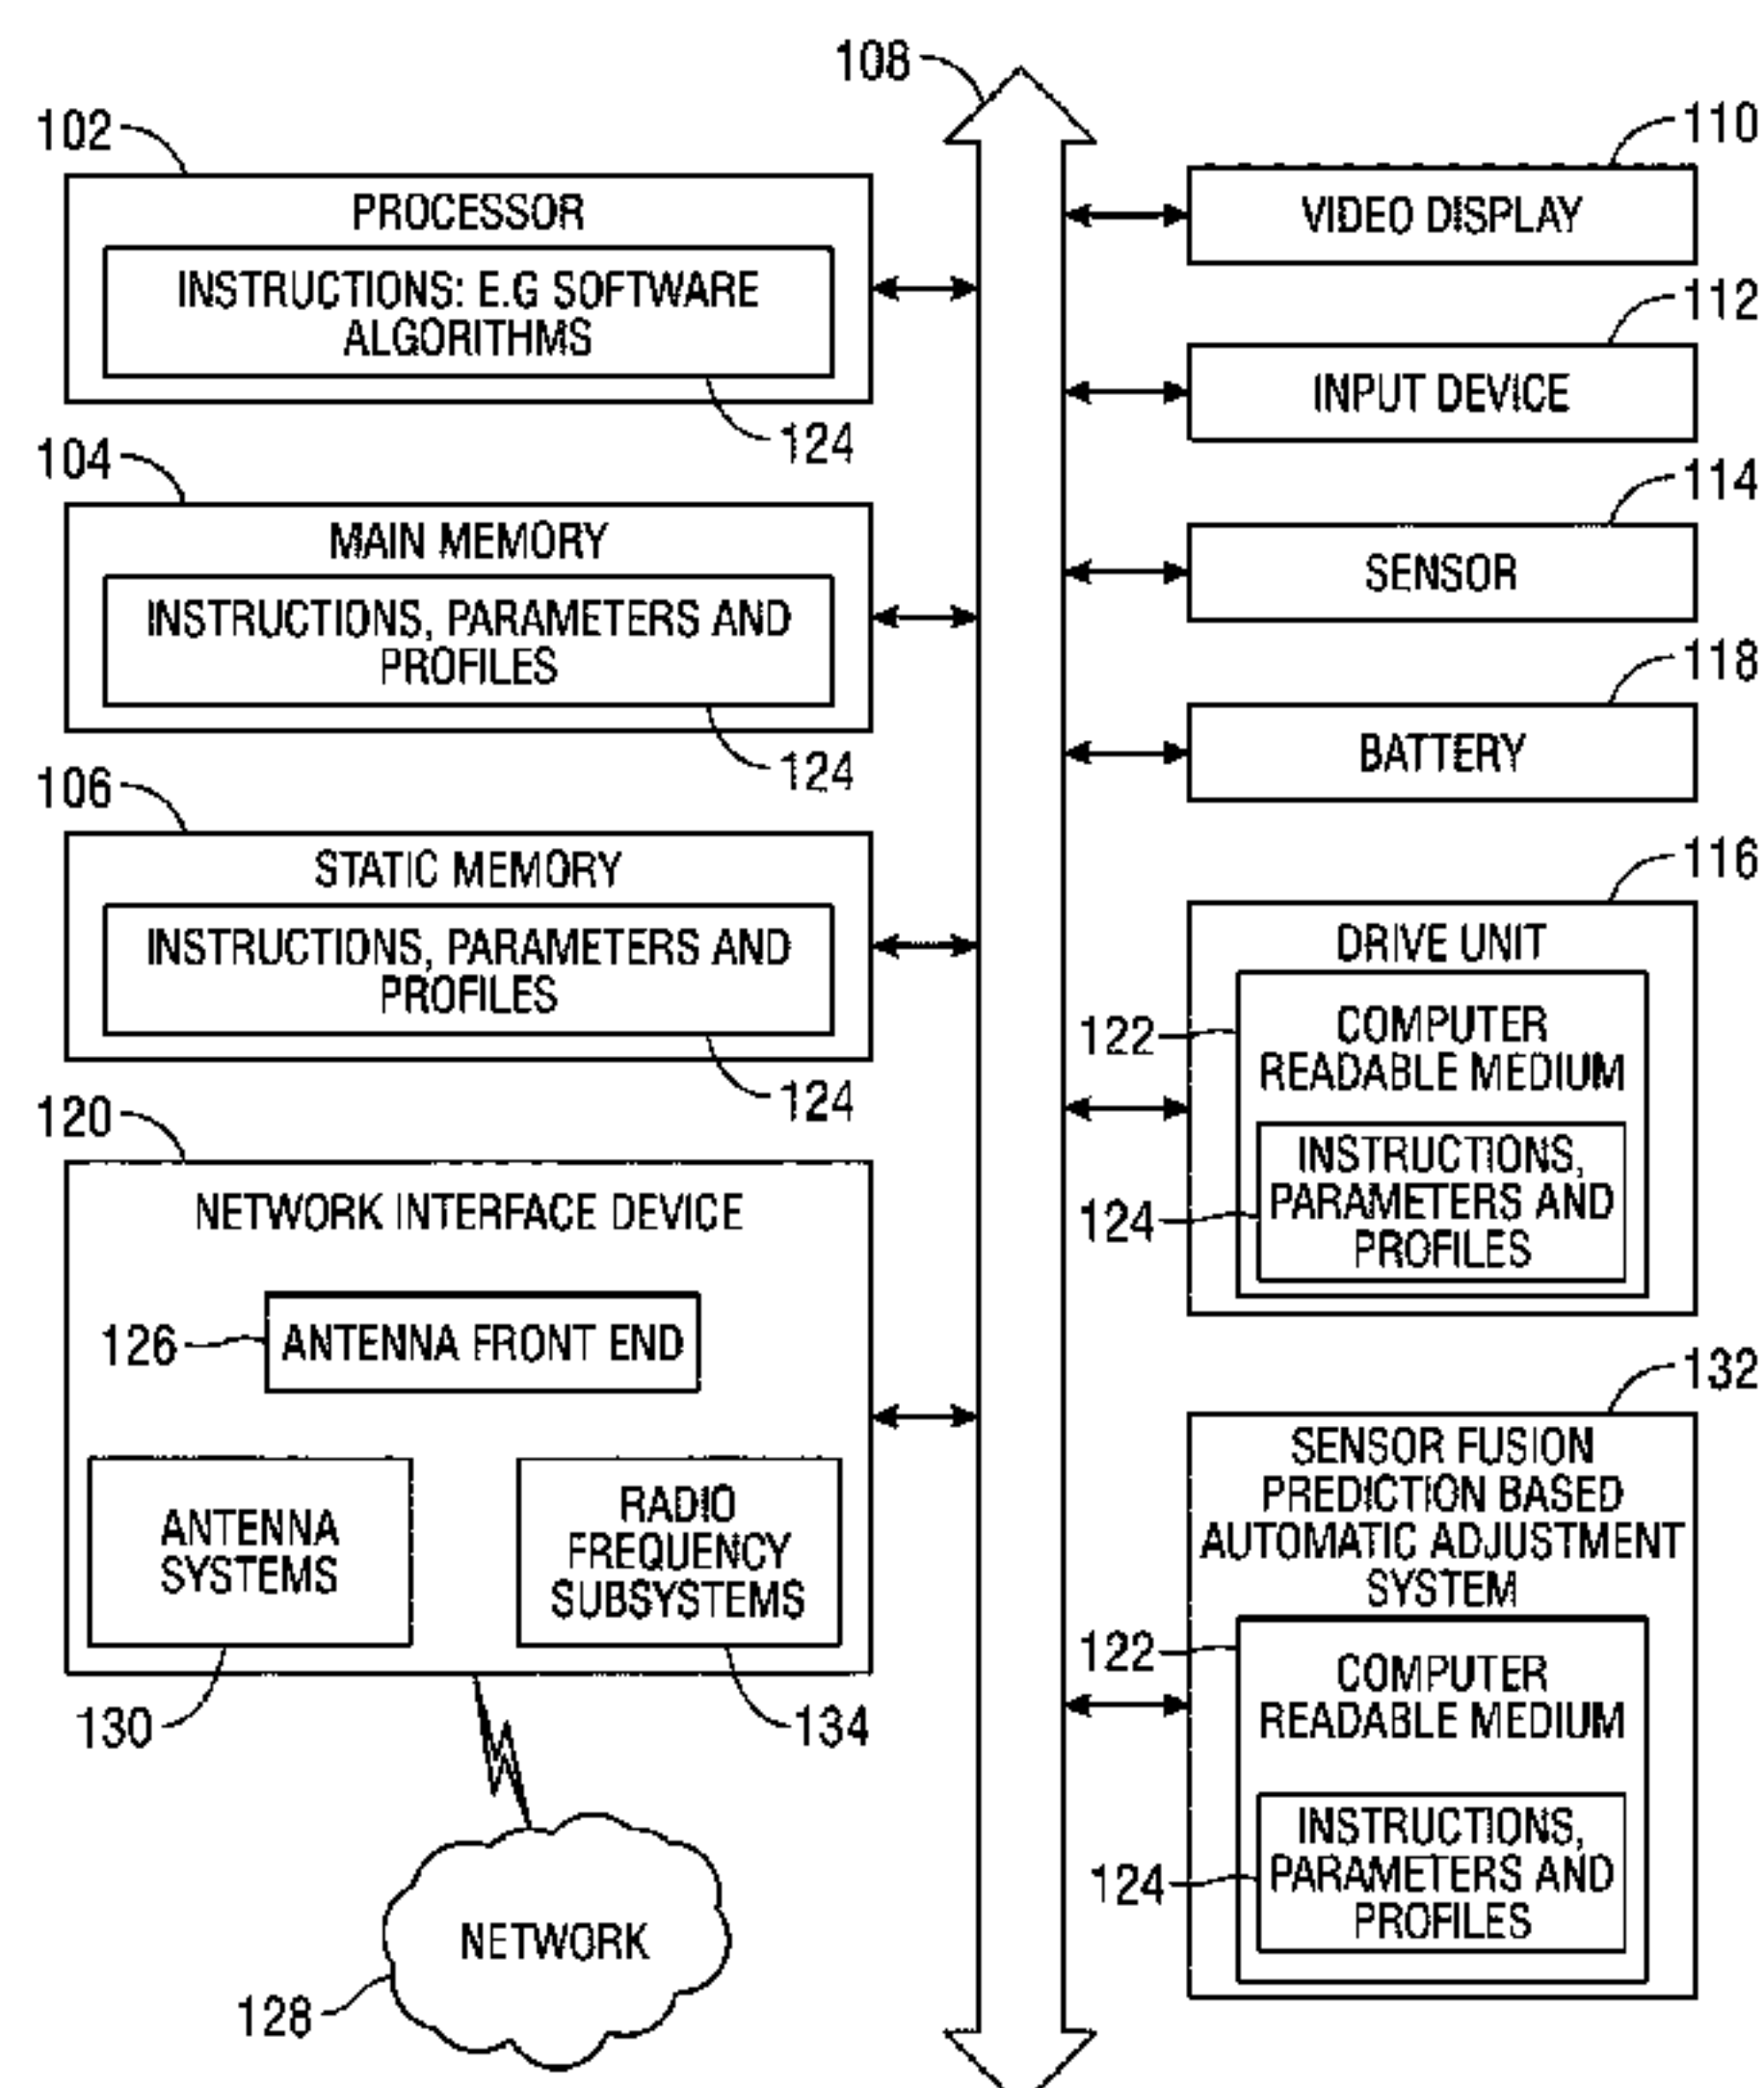 108
102
PROCESSOR
INSTRUCTIONS: E.G SOFTWARE
ALGORITHMS
124
104
MAIN MEMORY
INSTRUCTIONS, PARAMETERS AND
PROFILES
124
106
STATIC MEMORY
INSTRUCTIONS, PARAMETERS AND
PROFILES
124
120
NETWORK INTERFACE DEVICE
126
ANTENNA FRONT END
ANTENNA
SYSTEMS
RADIO
FREQUENCY
SUBSYSTEMS
130
134
NETWORK
128
110
VIDEO DISPLAY
112
INPUT DEVICE
114
SENSOR
118
BATTERY
116
DRIVE UNIT
122
COMPUTER
READABLE MEDIUM
124
INSTRUCTIONS,
PARAMETERS AND
PROFILES
132
SENSOR FUSION
PREDICTION BASED
AUTOMATIC ADJUSTMENT
SYSTEM
122
COMPUTER
READABLE MEDIUM
124
INSTRUCTIONS,
PARAMETERS AND
PROFILES